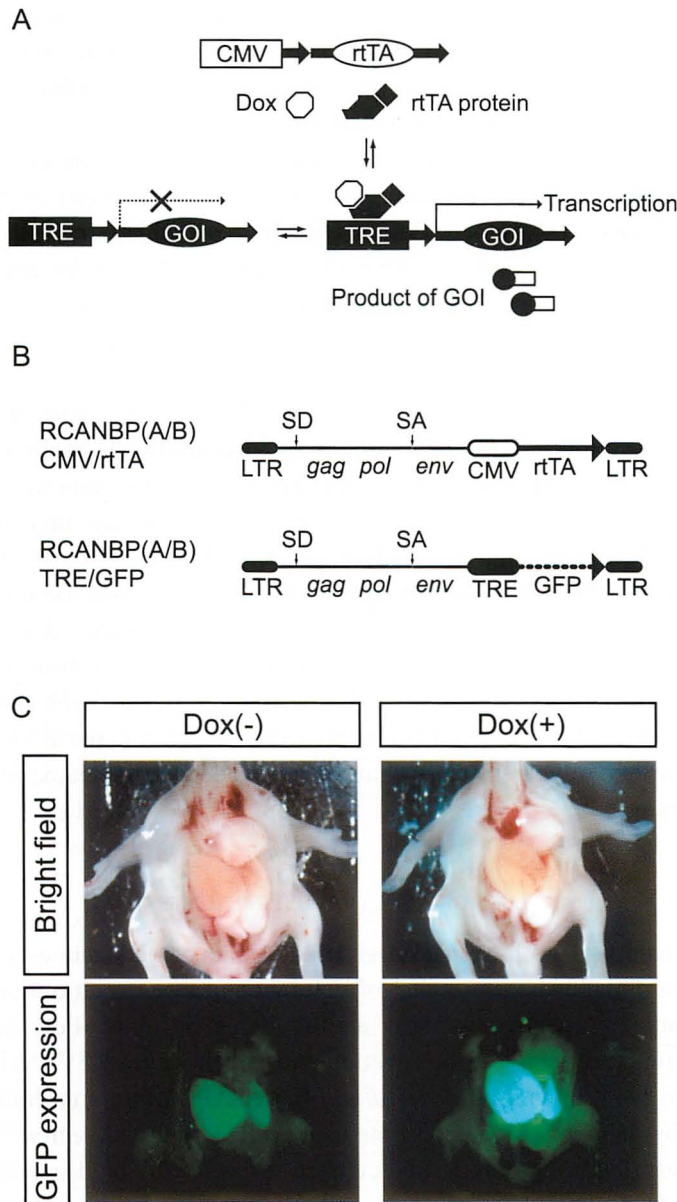 A
CMV rtTA
Dox rtTA protein
TRE GOI TRE GOI Transcription
Product of GOI
B
RCANBP(A/B)
CMV/rtTA
SD SA
LTR gag pol env CMV rtTA LTR
RCANBP(A/B)
TRE/GFP
SD SA
LTR gag pol env TRE GFP LTR
C
Dox(-) Dox(+)
Bright field
GFP expression